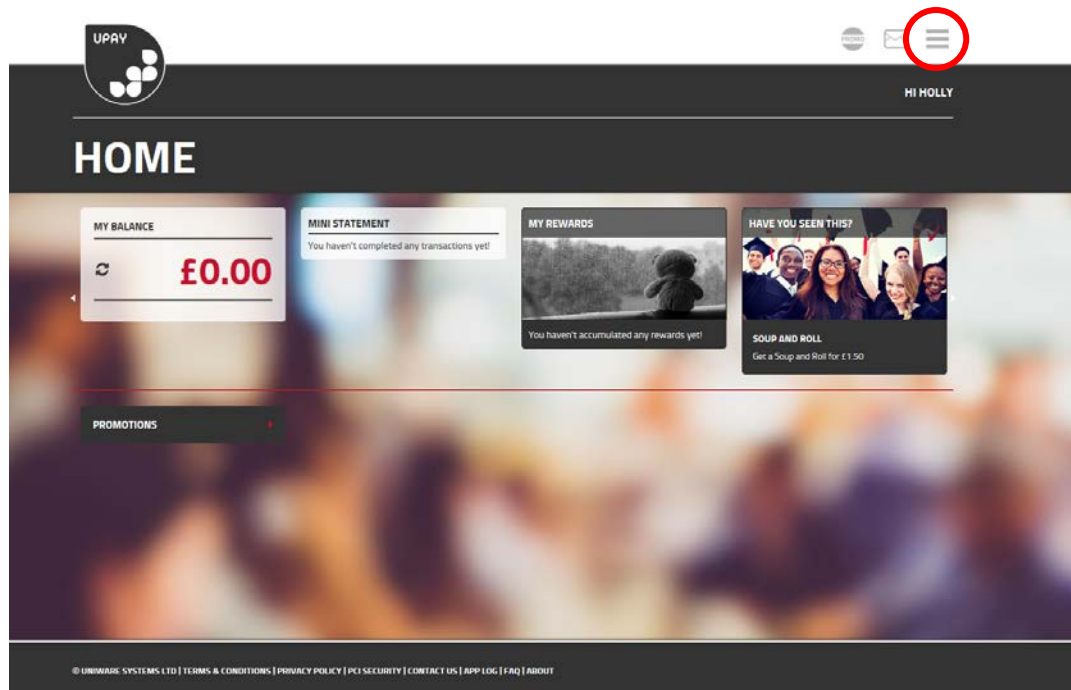 UPAY
PROMO
HI HOLLY
HOME
MY BALANCE
£0.00
MINI STATEMENT
You haven't completed any transactions yet!
MY REWARDS
You haven't accumulated any rewards yet!
HAVE YOU SEEN THIS?
SOUP AND ROLL
Get a Soup and Roll for £1.50
PROMOTIONS
© UNIWARE SYSTEMS LTD | TERMS & CONDITIONS | PRIVACY POLICY | PCI SECURITY | CONTACT US | APP LOG | FAQ | ABOUT